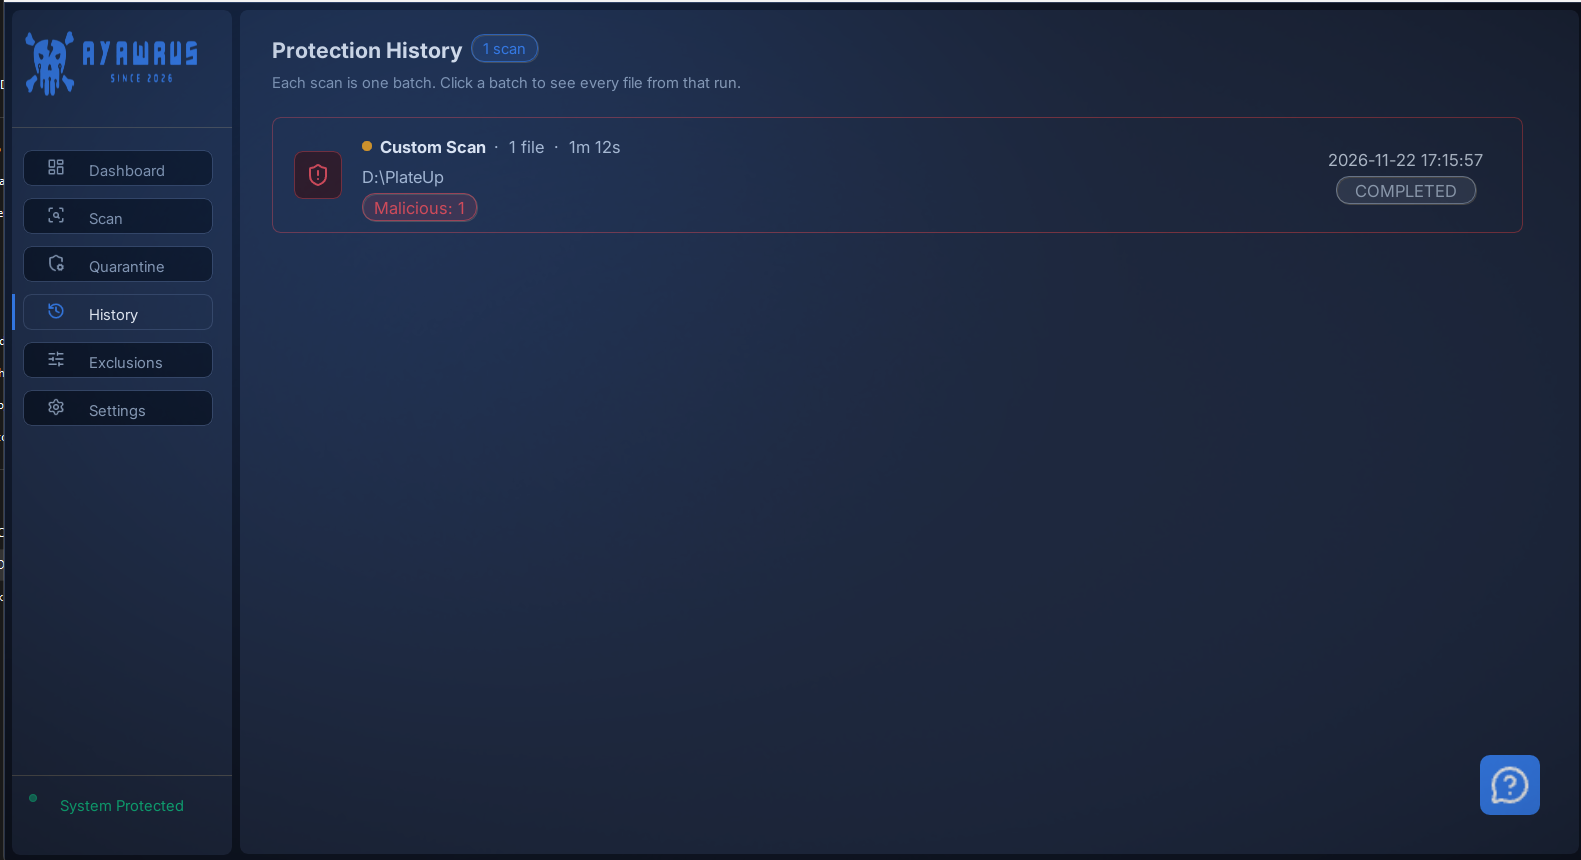 AYAWRUS
SINCE 2026
Dashboard
Scan
Quarantine
History
Exclusions
Settings
System Protected
Protection History 1 scan
Each scan is one batch. Click a batch to see every file from that run.
Custom Scan · 1 file · 1m 12s
D:\PlateUp
Malicious: 1
2026-11-22 17:15:57
COMPLETED